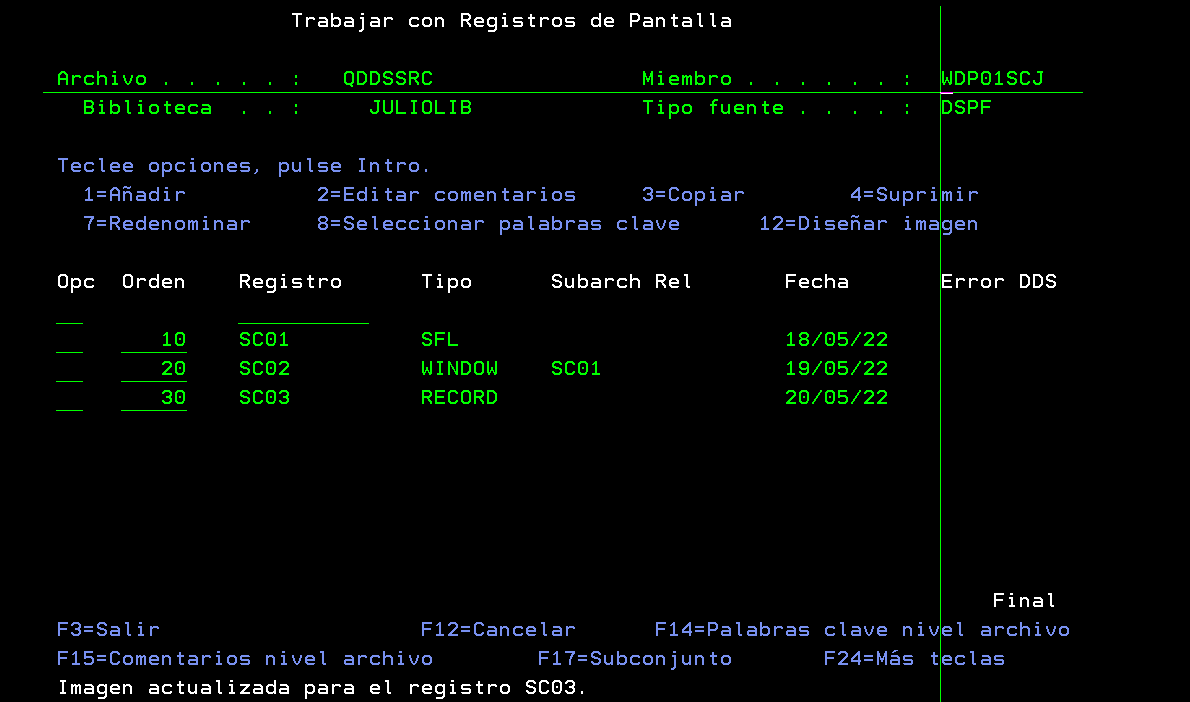 Trabajar con Registros de Pantalla
Archivo . . . . . : QDDSSRC Miembro . . . . . . : WDP01SCJ
Biblioteca . . : JULIOLIB Tipo fuente . . . . : DSPF
Teclee opciones, pulse Intro.
1=Añadir 2=Editar comentarios 3=Copiar 4=Suprimir
7=Redenominar 8=Seleccionar palabras clave 12=Diseñar imagen
Opc Orden Registro Tipo Subarch Rel Fecha Error DDS
10 SC01 SFL 18/05/22
20 SC02 WINDOW SC01 19/05/22
30 SC03 RECORD 20/05/22
Final
F3=Salir F12=Cancelar F14=Palabras clave nivel archivo
F15=Comentarios nivel archivo F17=Subconjunto F24=Más teclas
Imagen actualizada para el registro SC03.